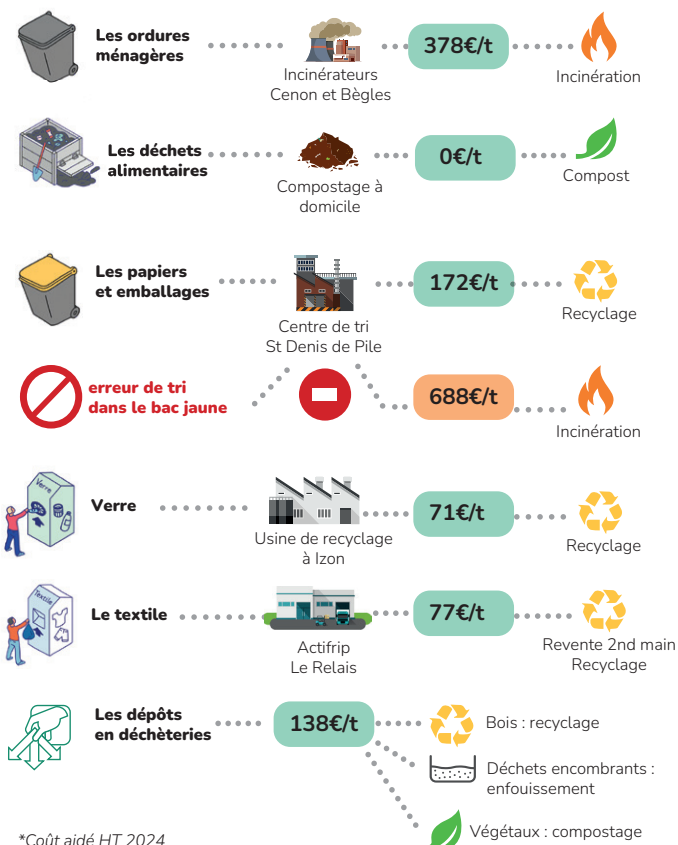 Les ordures
ménagères
378€/t
Incinérateurs
Cenon et Bègles
Incinération
Les déchets
alimentaires
0€/t
Compostage à
domicile
Compost
Les papiers
et emballages
172€/t
Centre de tri
St Denis de Pile
Recyclage
erreur de tri
dans le bac jaune
688€/t
Incinération
Verre
Verre
71€/t
Usine de recyclage
à Izon
Recyclage
Textile
Le textile
77€/t
Actifrip
Le Relais
Revente 2nd main
Recyclage
Les dépôts
en déchèteries
138€/t
Bois : recyclage
Déchets encombrants :
enfouissement
Végétaux : compostage
*Coût aidé HT 2024